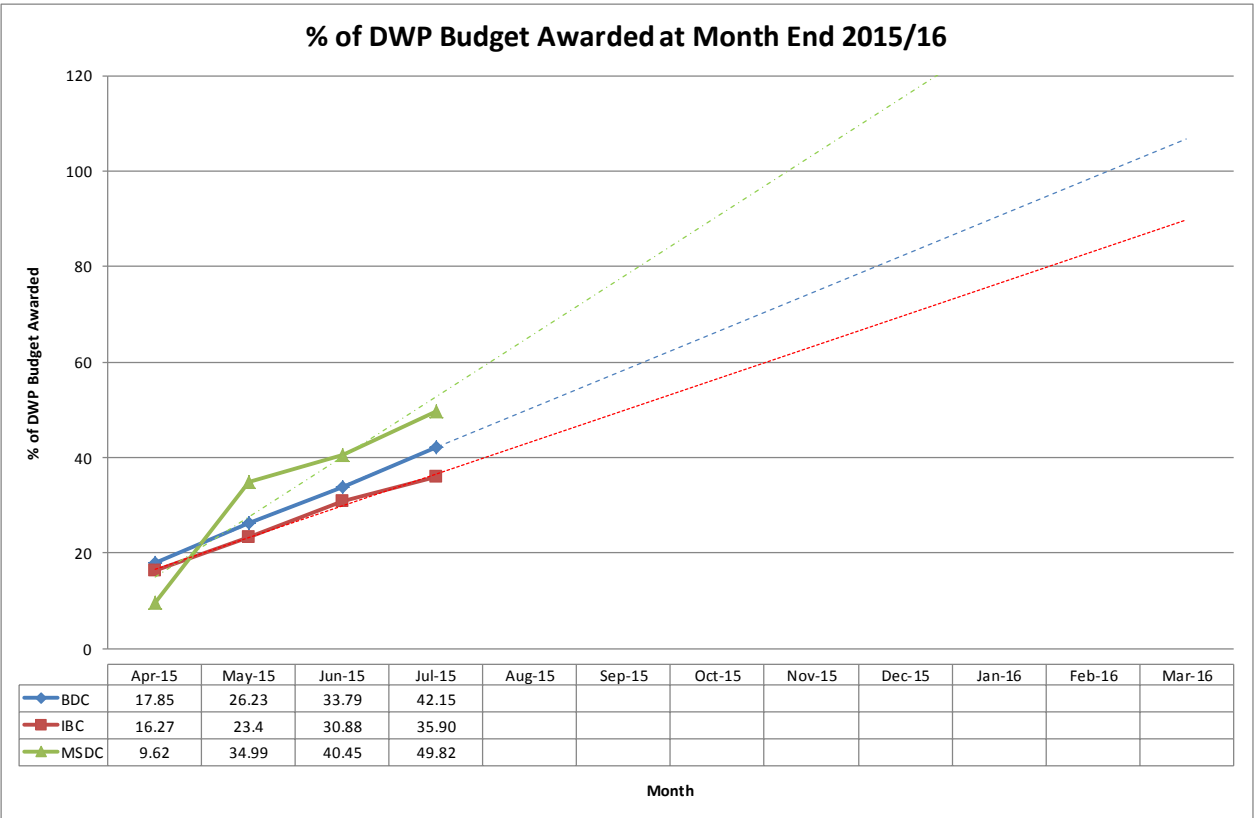 % of DWP Budget Awarded at Month End 2015/16
120
100
80
60
40
20
0
% of DWP Budget Awarded
Apr-15 May-15 Jun-15 Jul-15 Aug-15 Sep-15 Oct-15 Nov-15 Dec-15 Jan-16 Feb-16 Mar-16
BDC 17.85 26.23 33.79 42.15
IBC 16.27 23.4 30.88 35.90
MSDC 9.62 34.99 40.45 49.82
Month